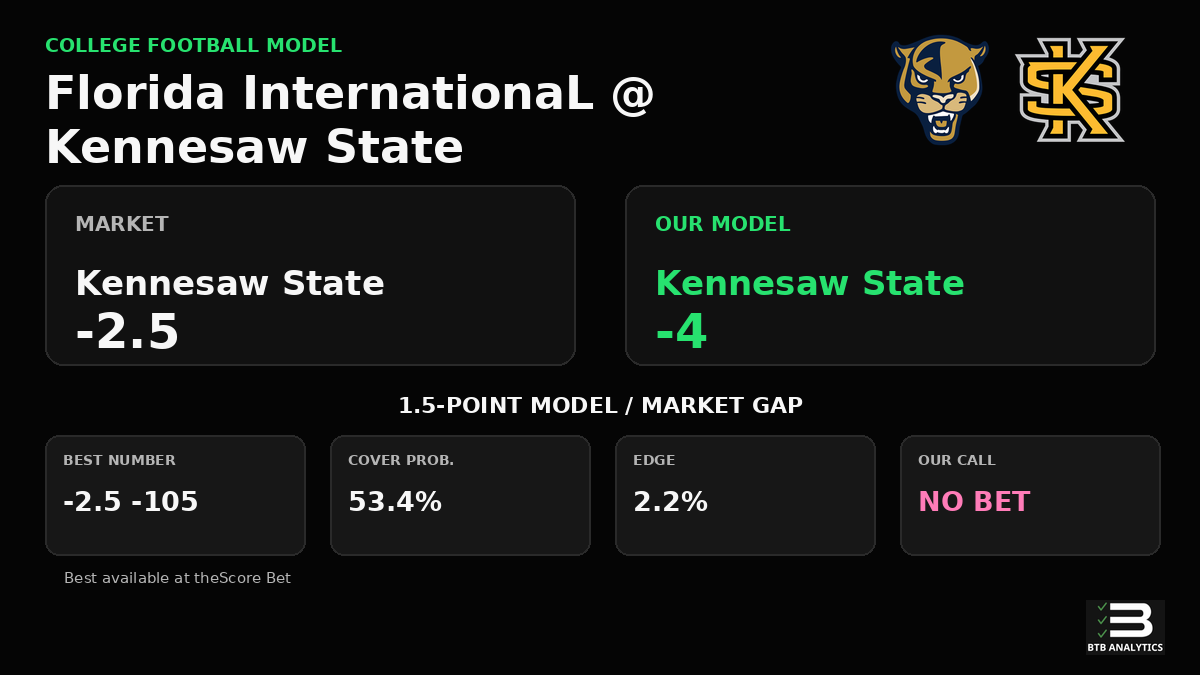 COLLEGE FOOTBALL MODEL
Florida InternationaL @
Kennesaw State
KS
MARKET
Kennesaw State
-2.5
OUR MODEL
Kennesaw State
-4
1.5-POINT MODEL / MARKET GAP
BEST NUMBER
-2.5 -105
COVER PROB.
53.4%
EDGE
2.2%
OUR CALL
NO BET
Best available at theScore Bet
B
BTB ANALYTICS